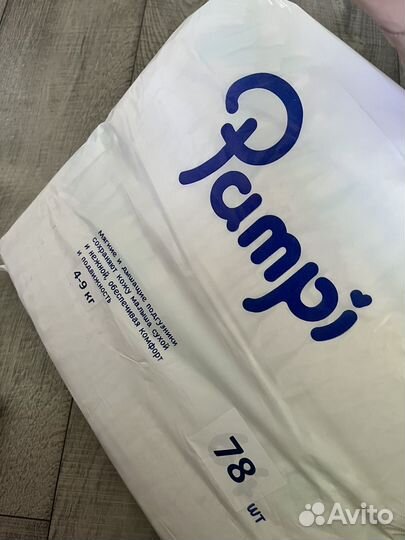 Pampi
Мягкие и дышащие подгузники
сохраняют кожу малыша сухой
и нежной, обеспечивая комфорт
и подвижность
4-9 кг
78 шт
Avito